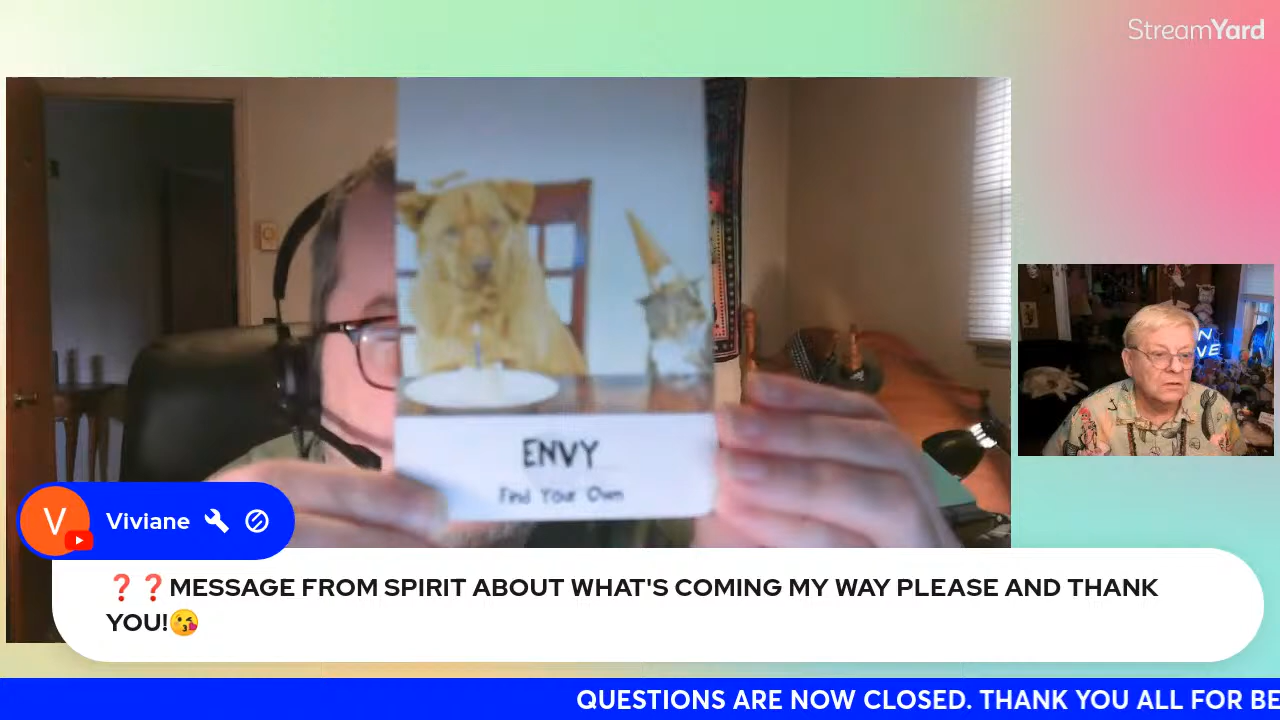 StreamYard
ENVY
Find Your Own
V
Viviane
❓❓MESSAGE FROM SPIRIT ABOUT WHAT'S COMING MY WAY PLEASE AND THANK
YOU!😘
QUESTIONS ARE NOW CLOSED. THANK YOU ALL FOR BE